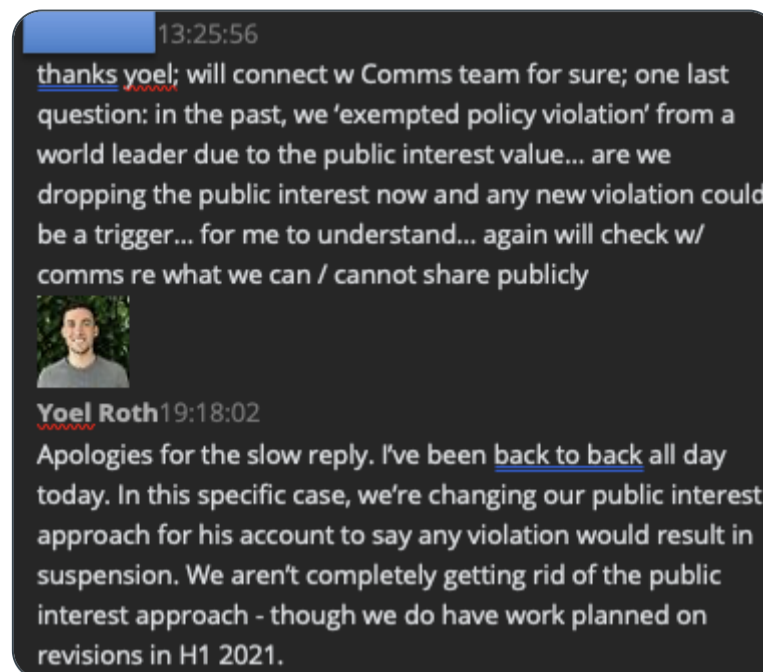 13:25:56
thanks yoel; will connect w Comms team for sure; one last
question: in the past, we ‘exempted policy violation’ from a
world leader due to the public interest value... are we
dropping the public interest now and any new violation could
be a trigger... for me to understand... again will check w/
comms re what we can / cannot share publicly
Yoel Roth19:18:02
Apologies for the slow reply. I’ve been back to back all day
today. In this specific case, we’re changing our public interest
approach for his account to say any violation would result in
suspension. We aren’t completely getting rid of the public
interest approach - though we do have work planned on
revisions in H1 2021.